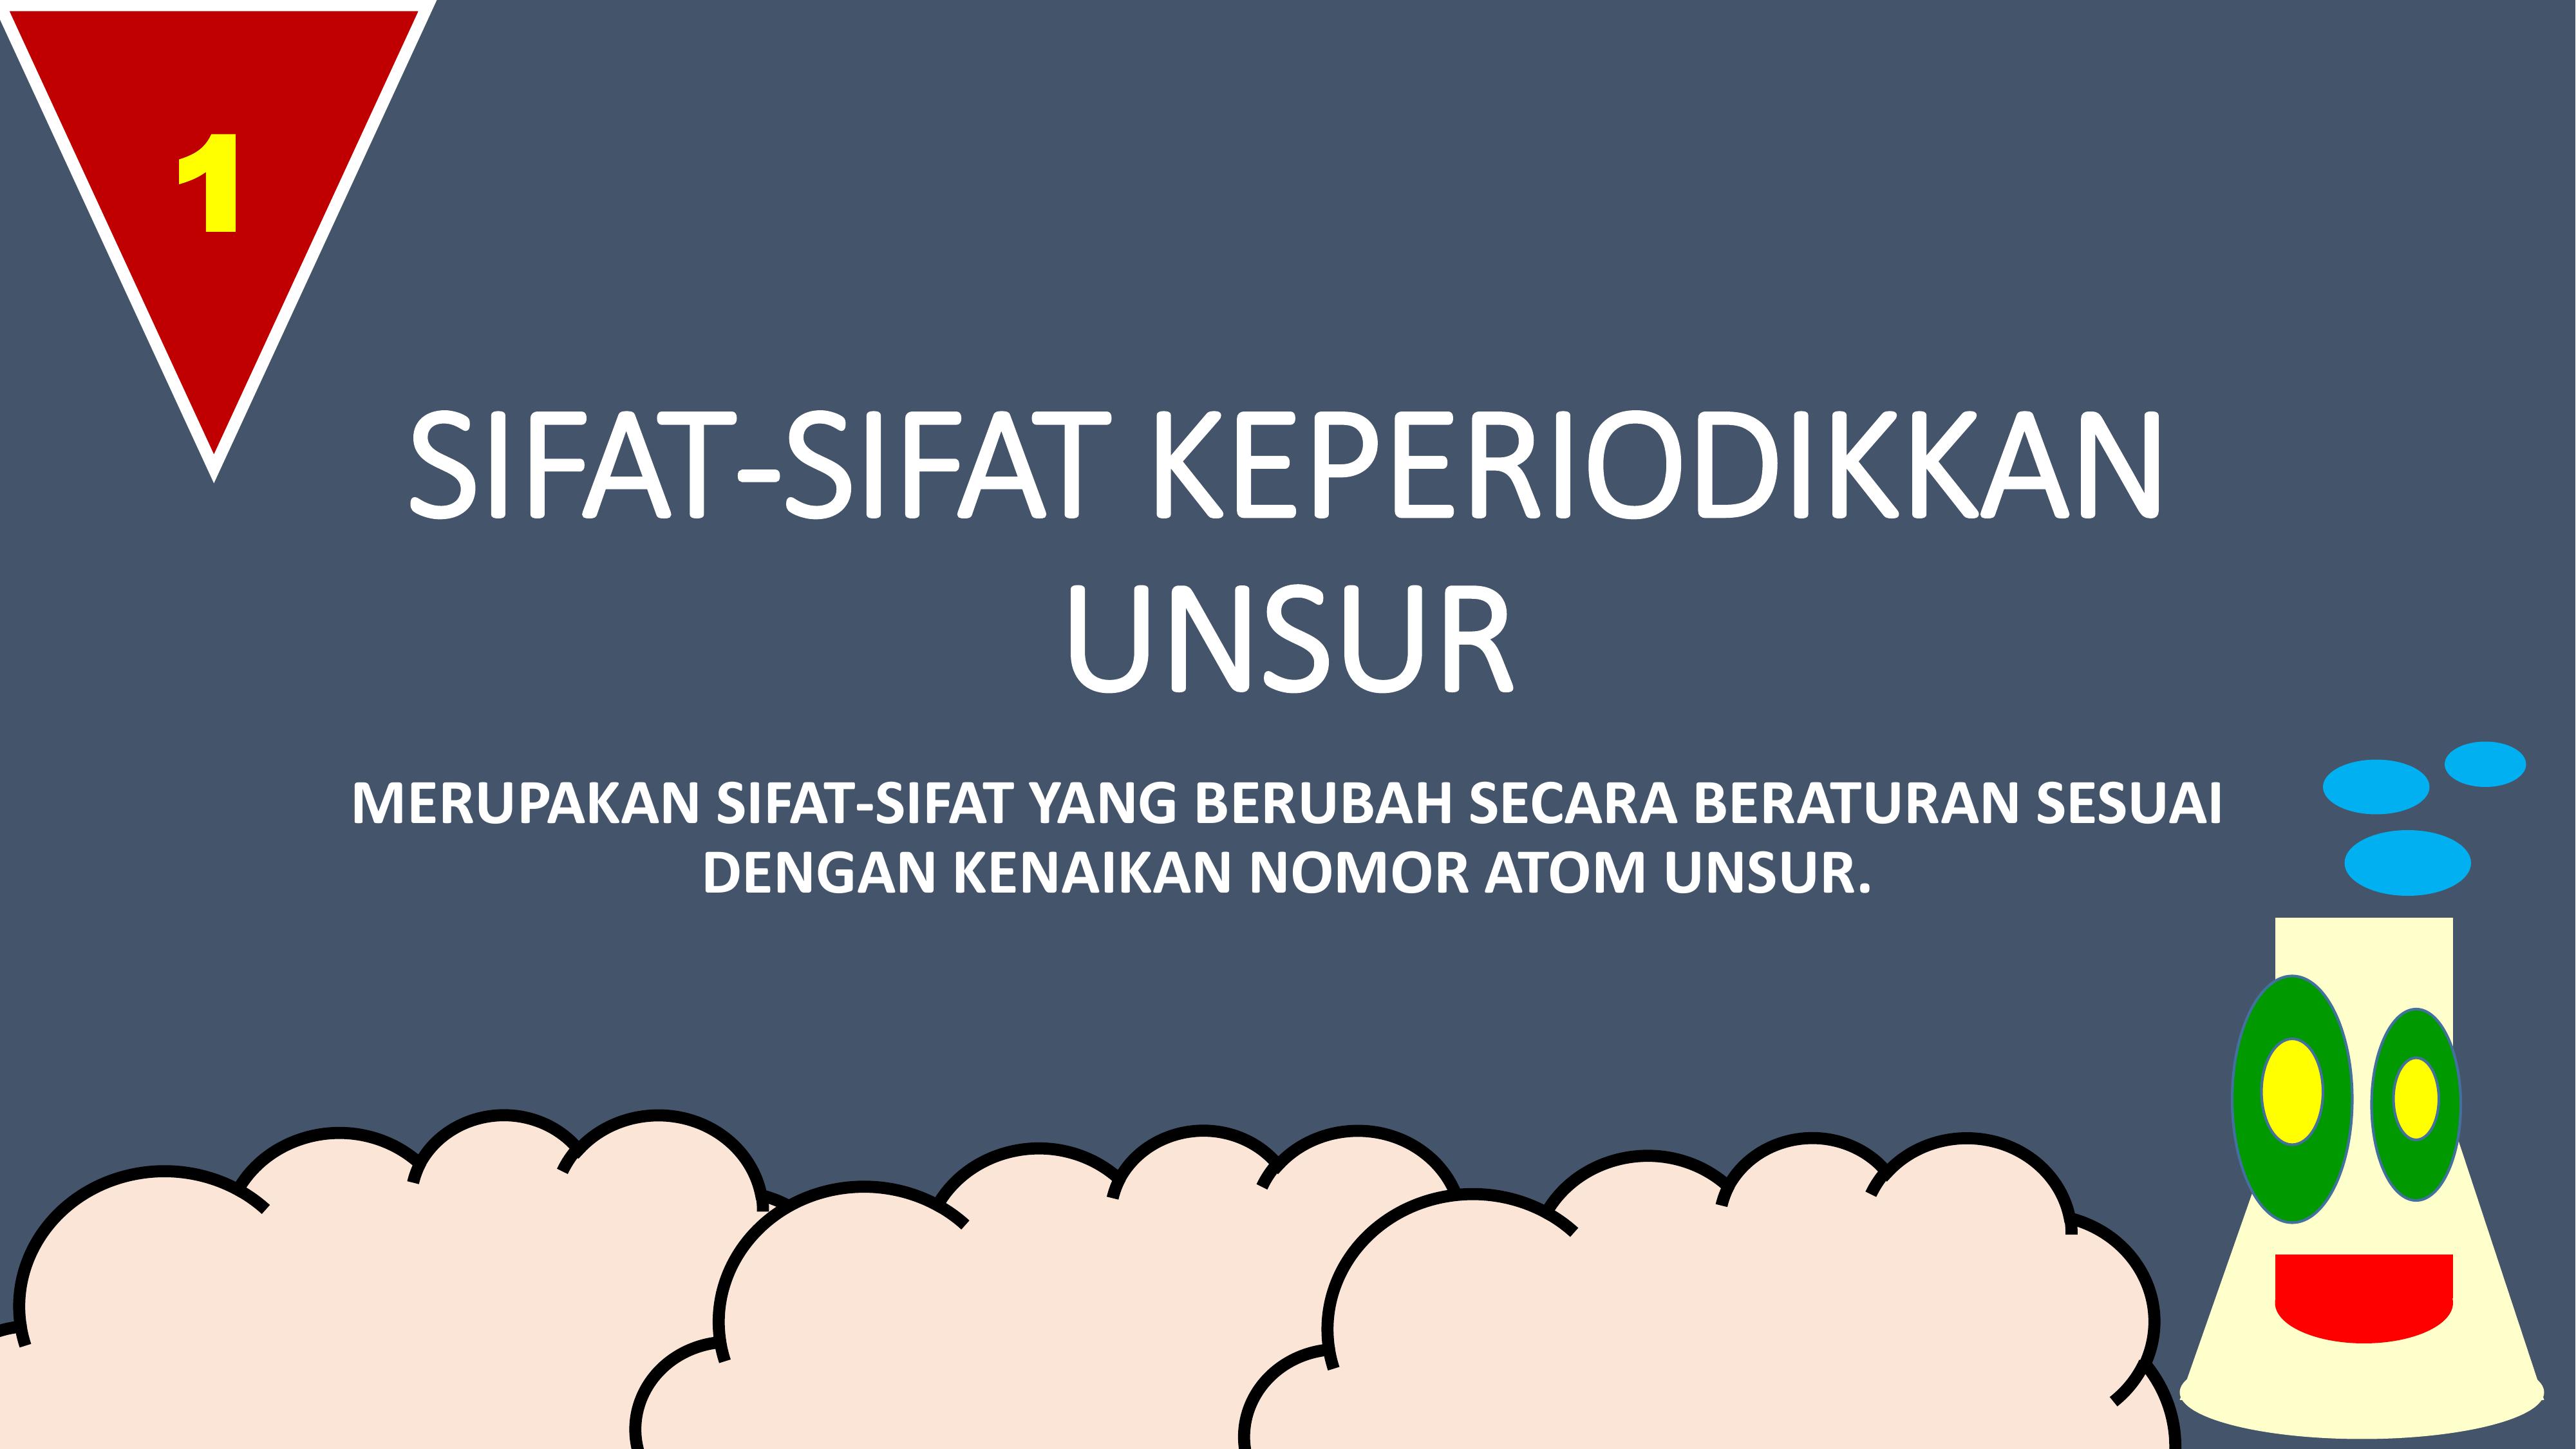 1
SIFAT-SIFAT KEPERIODIKKAN
UNSUR
MERUPAKAN SIFAT-SIFAT YANG BERUBAH SECARA BERATURAN SESUAI
DENGAN KENAIKAN NOMOR ATOM UNSUR.